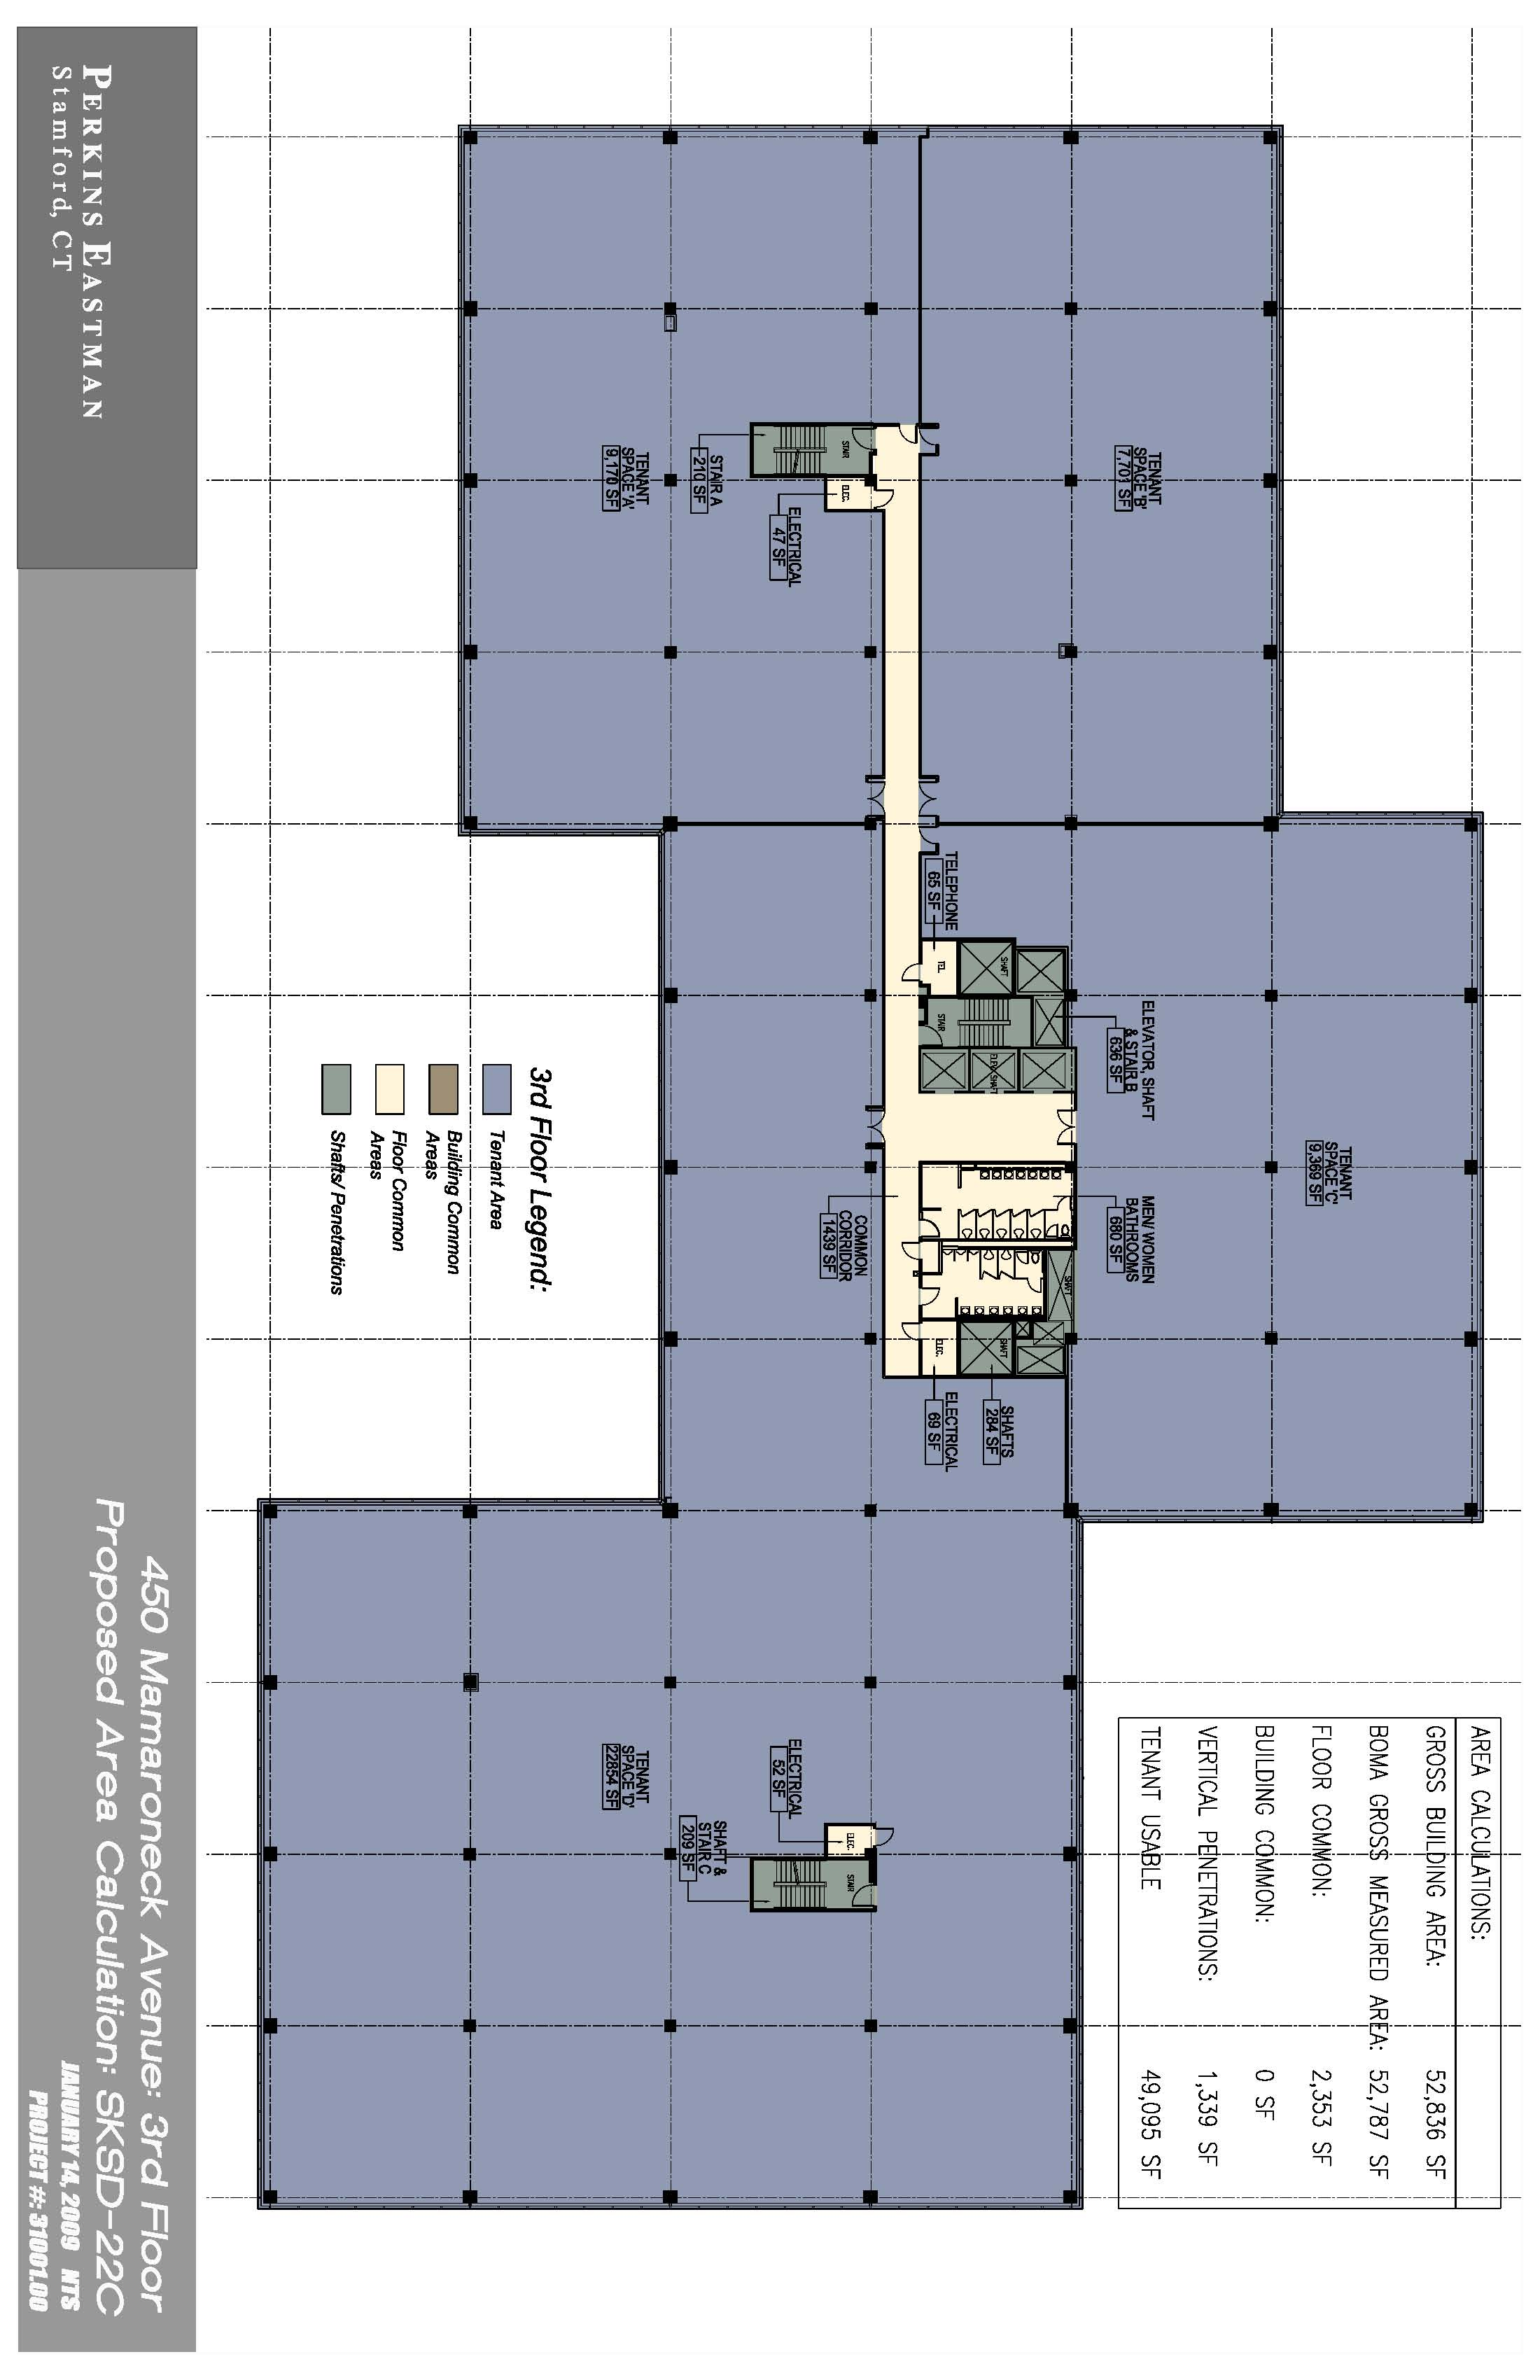 AREA CALCULATIONS:
GROSS BUILDING AREA: 52,836 SF
BOMA GROSS MEASURED AREA: 52,787 SF
FLOOR COMMON: 2,353 SF
BUILDING COMMON: 0 SF
VERTICAL PENETRATIONS: 1,339 SF
TENANT USABLE 49,095 SF
TENANT
SPACE 'C'
9,369 SF
TENANT
SPACE 'B'
7,701 SF
ELEVATOR, SHAFT
& STAIR B
636 SF
MEN/ WOMEN
BATHROOMS
680 SF
SHAFT
SHAFT
SHAFT
TELEPHONE
65 SF
TEL
STAIR
ELEV. SHAFT
ELEC.
SHAFTS
284 SF
ELECTRICAL
69 SF
COMMON
CORRIDOR
1439 SF
STAIR
ELEC.
STAIR A
210 SF
ELECTRICAL
47 SF
TENANT
SPACE 'A'
9,170 SF
ELEC.
STAIR
ELECTRICAL
52 SF
SHAFT &
STAIR C
209 SF
TENANT
SPACE 'D'
22854 SF
3rd Floor Legend:
Tenant Area
Building Common
Areas
Floor Common
Areas
Shafts/ Penetrations
PERKINS EASTMAN
Stamford, CT
450 Mamaroneck Avenue: 3rd Floor
Proposed Area Calculation: SKSD-22C
JANUARY 14, 2009 NTS
PROJECT #: 31001.00